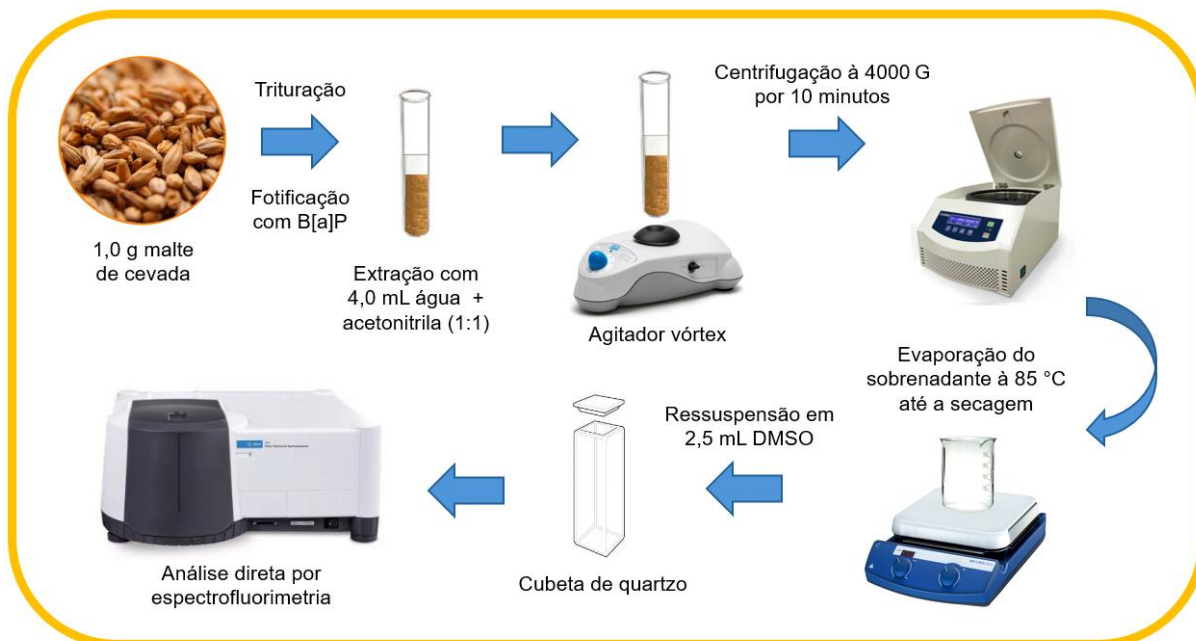 Trituração
Fotificação
com B[a]P
1,0 g malte
de cevada
Extração com
4,0 mL água +
acetonitrila (1:1)
Agitador vórtex
Centrifugação à 4000 G
por 10 minutos
Evaporação do
sobrenadante à 85 °C
até a secagem
Ressuspensão em
2,5 mL DMSO
Cubeta de quartzo
Análise direta por
espectrofluorimetria